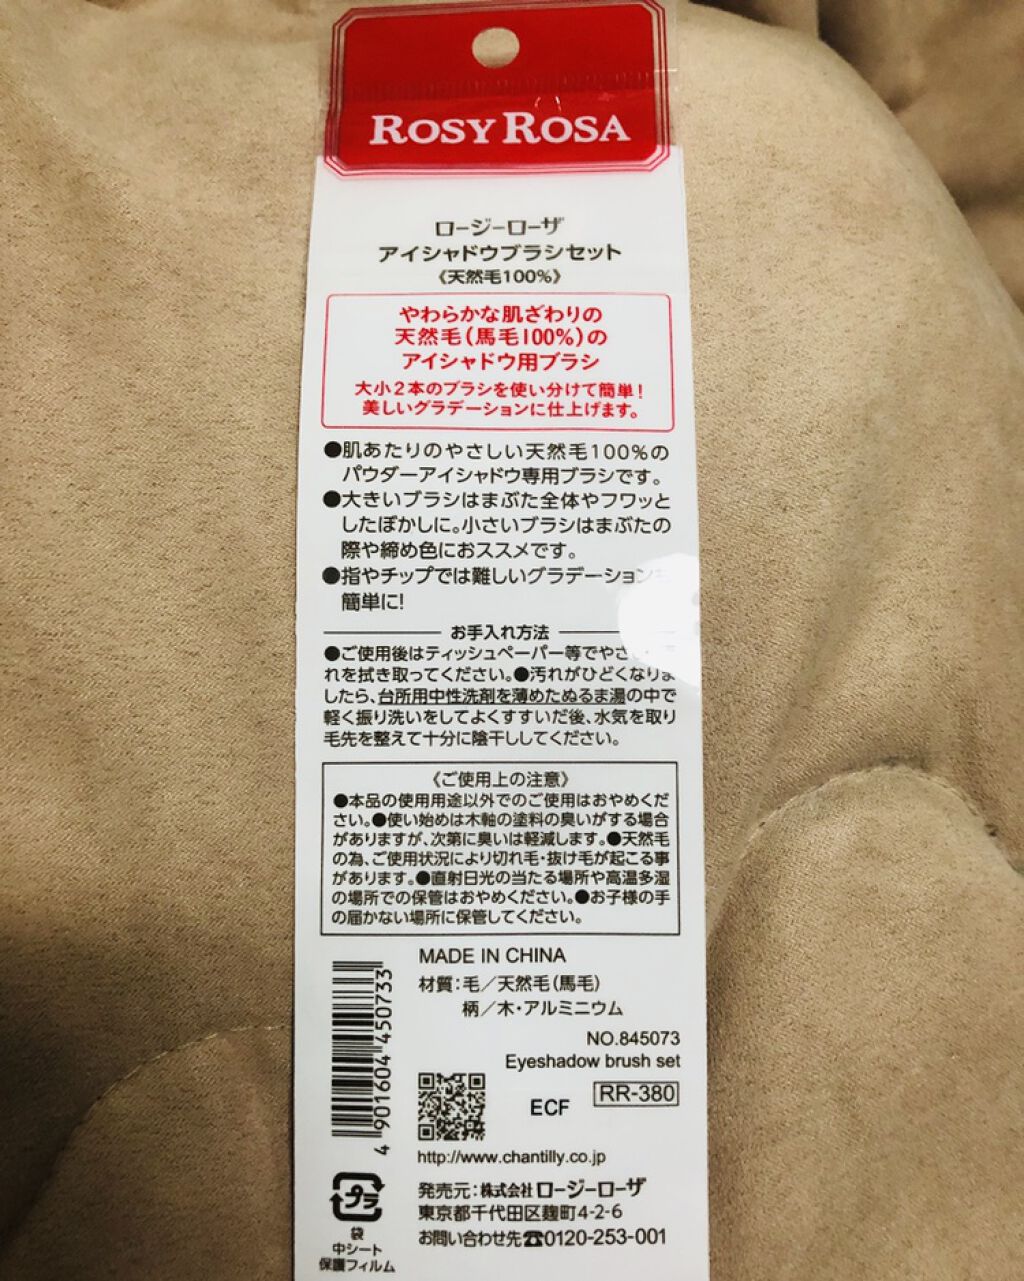 ROSY ROSA
ロージーローザ
アイシャドウブラシセット
《天然毛100%》
やわらかな肌ざわりの
天然毛(馬毛100%)の
アイシャドウ用ブラシ
大小2本のブラシを使い分けて簡単!
美しいグラデーションに仕上げます。
●肌あたりのやさしい天然毛100%の
パウダーアイシャドウ専用ブラシです。
●大きいブラシはまぶた全体やフワッと
したぼかしに。小さいブラシはまぶたの
際や締め色におススメです。
●指やチップでは難しいグラデーション
簡単に!
お手入れ方法
●ご使用後はティッシュペーパー等でやさ
れを拭き取ってください。●汚れがひどくなりま
したら、台所用中性洗剤を薄めたぬるま湯の中で
軽く振り洗いをしてよくすすいだ後、水気を取り
毛先を整えて十分に陰干ししてください。
《ご使用上の注意》
●本品の使用用途以外でのご使用はおやめくだ
さい。●使い始めは木軸の塗料の臭いがする場合
がありますが、次第に臭いは軽減します。●天然毛
の為、ご使用状況により切れ毛・抜け毛が起こる事
があります。●直射日光の当たる場所や高温多湿
の場所での保管はおやめください。●お子様の手
の届かない場所に保管してください。
MADE IN CHINA
材質:毛/天然毛(馬毛)
柄/木・アルミニウム
NO.845073
Eyeshadow brush set
ECF
RR-380
4 901604 450733
http://www.chantilly.co.jp
プラ
袋
中シート
保護フィルム
発売元:株式会社ロージーローザ
東京都千代田区麹町4-2-6
お問い合わせ先☎0120-253-001